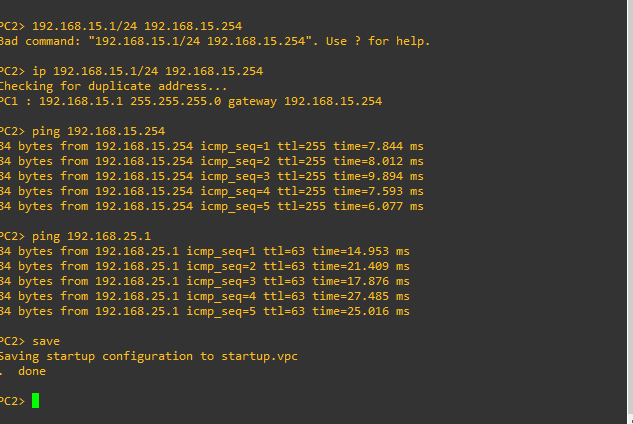 PC2> 192.168.15.1/24 192.168.15.254
Bad command: "192.168.15.1/24 192.168.15.254". Use ? for help.
PC2> ip 192.168.15.1/24 192.168.15.254
Checking for duplicate address...
PC1 : 192.168.15.1 255.255.255.0 gateway 192.168.15.254
PC2> ping 192.168.15.254
84 bytes from 192.168.15.254 icmp_seq=1 ttl=255 time=7.844 ms
84 bytes from 192.168.15.254 icmp_seq=2 ttl=255 time=8.012 ms
84 bytes from 192.168.15.254 icmp_seq=3 ttl=255 time=9.894 ms
84 bytes from 192.168.15.254 icmp_seq=4 ttl=255 time=7.593 ms
84 bytes from 192.168.15.254 icmp_seq=5 ttl=255 time=6.077 ms
PC2> ping 192.168.25.1
84 bytes from 192.168.25.1 icmp_seq=1 ttl=63 time=14.953 ms
84 bytes from 192.168.25.1 icmp_seq=2 ttl=63 time=21.409 ms
84 bytes from 192.168.25.1 icmp_seq=3 ttl=63 time=17.876 ms
84 bytes from 192.168.25.1 icmp_seq=4 ttl=63 time=27.485 ms
84 bytes from 192.168.25.1 icmp_seq=5 ttl=63 time=25.016 ms
PC2> save
Saving startup configuration to startup.vpc
.  done
PC2>